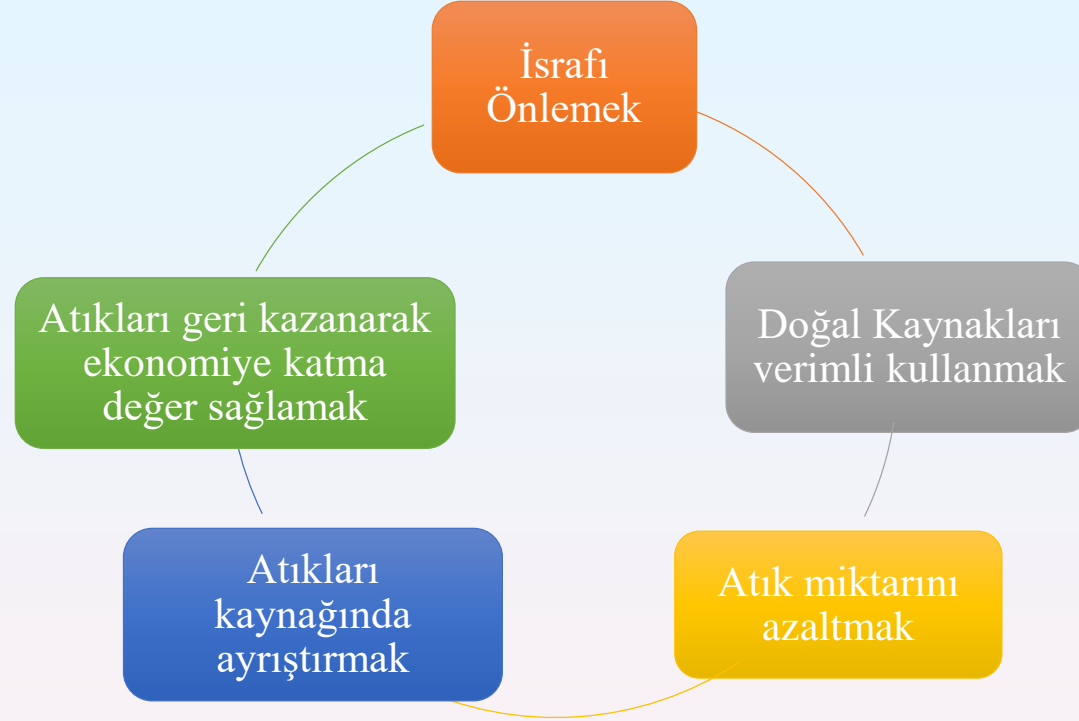 İsrafı
Önlemek
Doğal Kaynakları
verimli kullanmak
Atık miktarını
azaltmak
Atıkları
kaynağında
ayrıştırmak
Atıkları geri kazanarak
ekonomiye katma
değer sağlamak